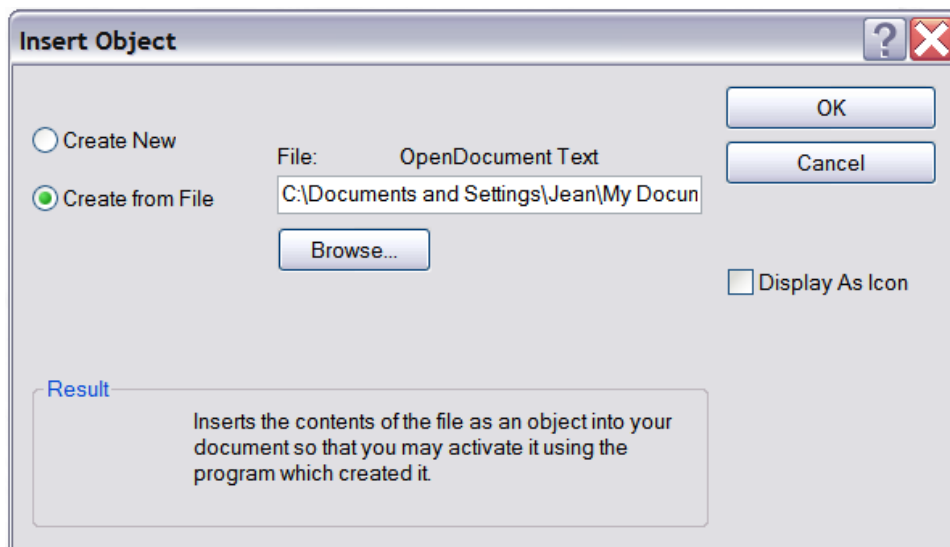 Insert Object
?
OK
Create New
File: OpenDocument Text
Cancel
Create from File
C:\Documents and Settings\Jean\My Docum
Browse...
Display As Icon
Result
Inserts the contents of the file as an object into your
document so that you may activate it using the
program which created it.